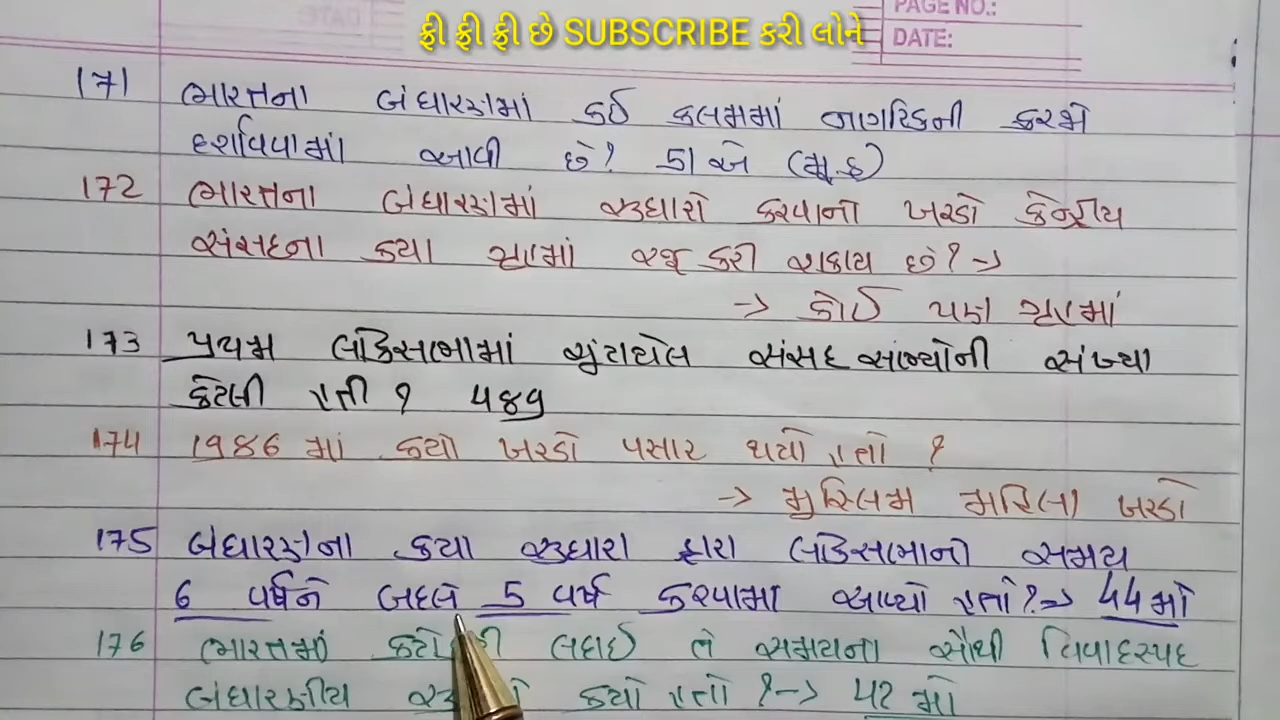 ફ્રી ફ્રી ફ્રી છે SUBSCRIBE કરી લોને
PAGE NO.:
DATE:
171 ભારતના બંધારણમાં કઈ કલમમાં નાગરિકની ફરજો
દર્શાવવામાં આવી છે? 51 એ (મૂ.ફ)
172 ભારતના બંધારણમાં સુધારો કરવાનો ખરડો કેન્દ્રીય
સંસદના કયા ગૃહમાં રજૂ કરી શકાય છે? →
→ કોઈ પણ ગૃહમાં
173 પ્રથમ લોકસભામાં ચુંટાયેલ સંસદ સભ્યોની સંખ્યા
કેટલી હતી ? ૫૪89
174 1986 માં કયો ખરડો પસાર થયો હતો ?
→ મુસ્લિમ મહિલા ખરડો
175 બંધારણના કયા સુધારા દ્વારા લોકસભાનો સમય
6 વર્ષને બદલે 5 વર્ષ કરવામા આવ્યો હતો? → 44 મો
176 ભારતમાં તે સમયના સૌથી વિવાદસ્પદ
બંધારણીય કયો હતો ? → 42 મો